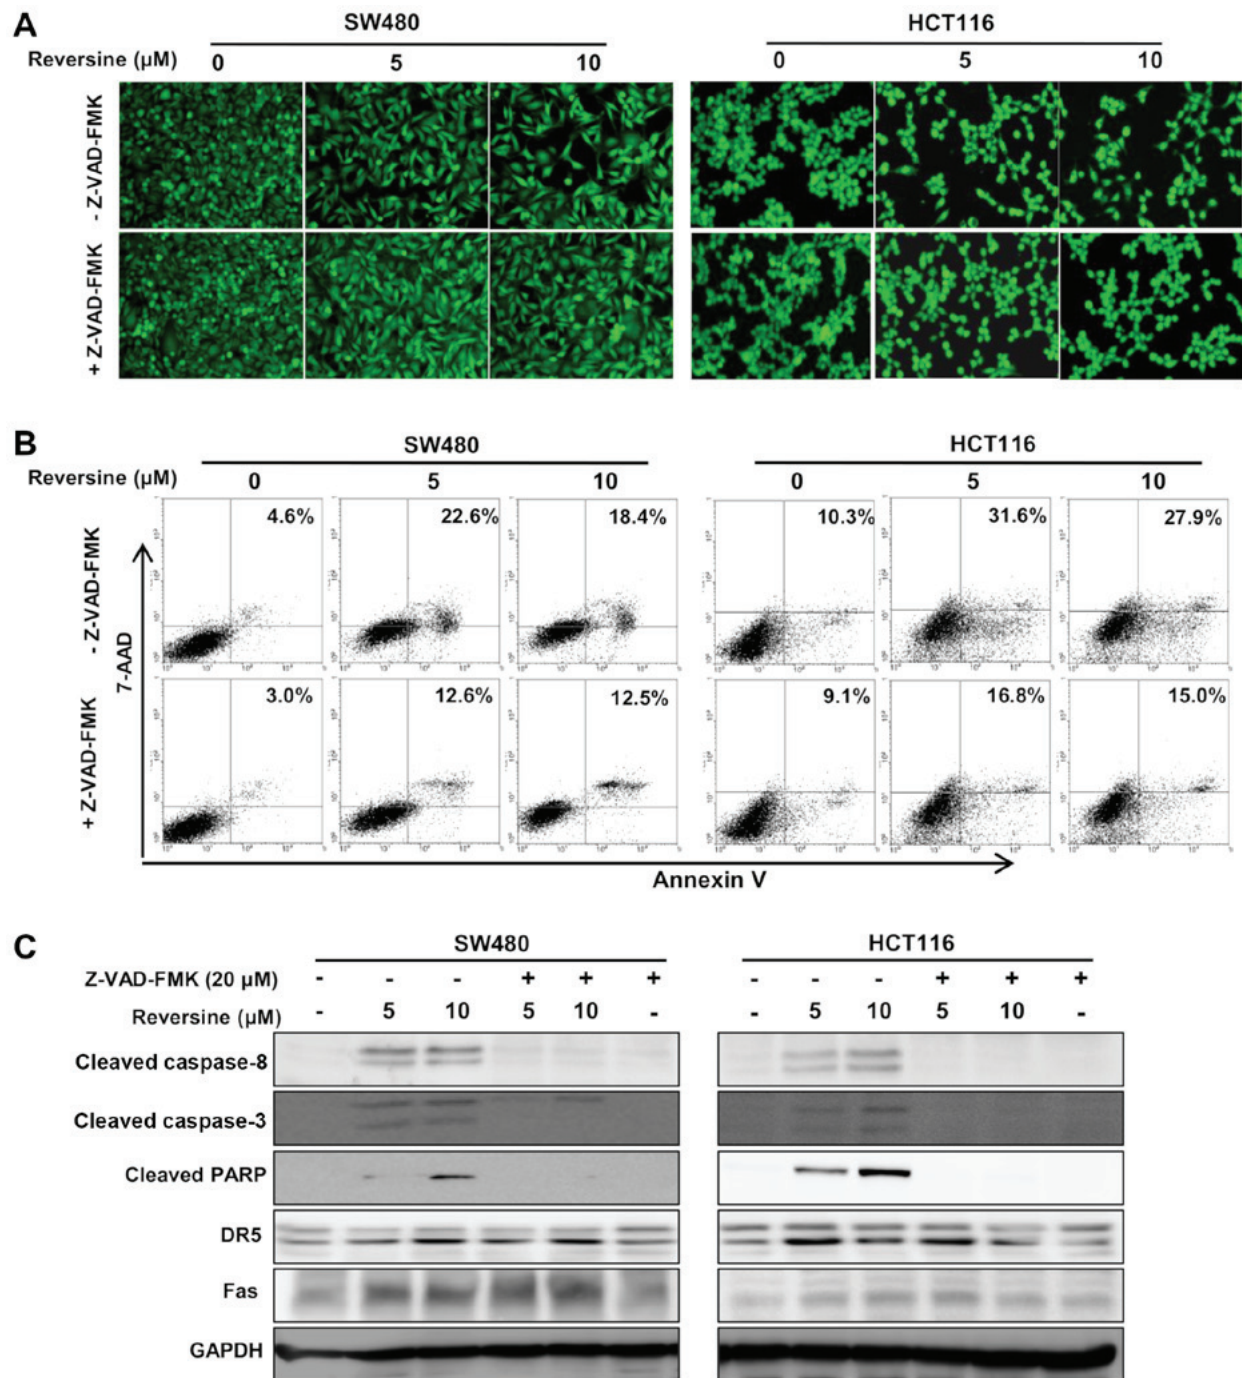 A
SW480
HCT116
Reversine (µM)
0
5
10
0
5
10
- Z-VAD-FMK
+ Z-VAD-FMK
B
SW480
HCT116
Reversine (µM)
0
5
10
0
5
10
- Z-VAD-FMK
4.6%
22.6%
18.4%
10.3%
31.6%
27.9%
7-AAD
+ Z-VAD-FMK
3.0%
12.6%
12.5%
9.1%
16.8%
15.0%
Annexin V
C
SW480
HCT116
Z-VAD-FMK (20 µM) - - - + + + - - - + + +
Reversine (µM) - 5 10 5 10 - - 5 10 5 10 -
Cleaved caspase-8
Cleaved caspase-3
Cleaved PARP
DR5
Fas
GAPDH